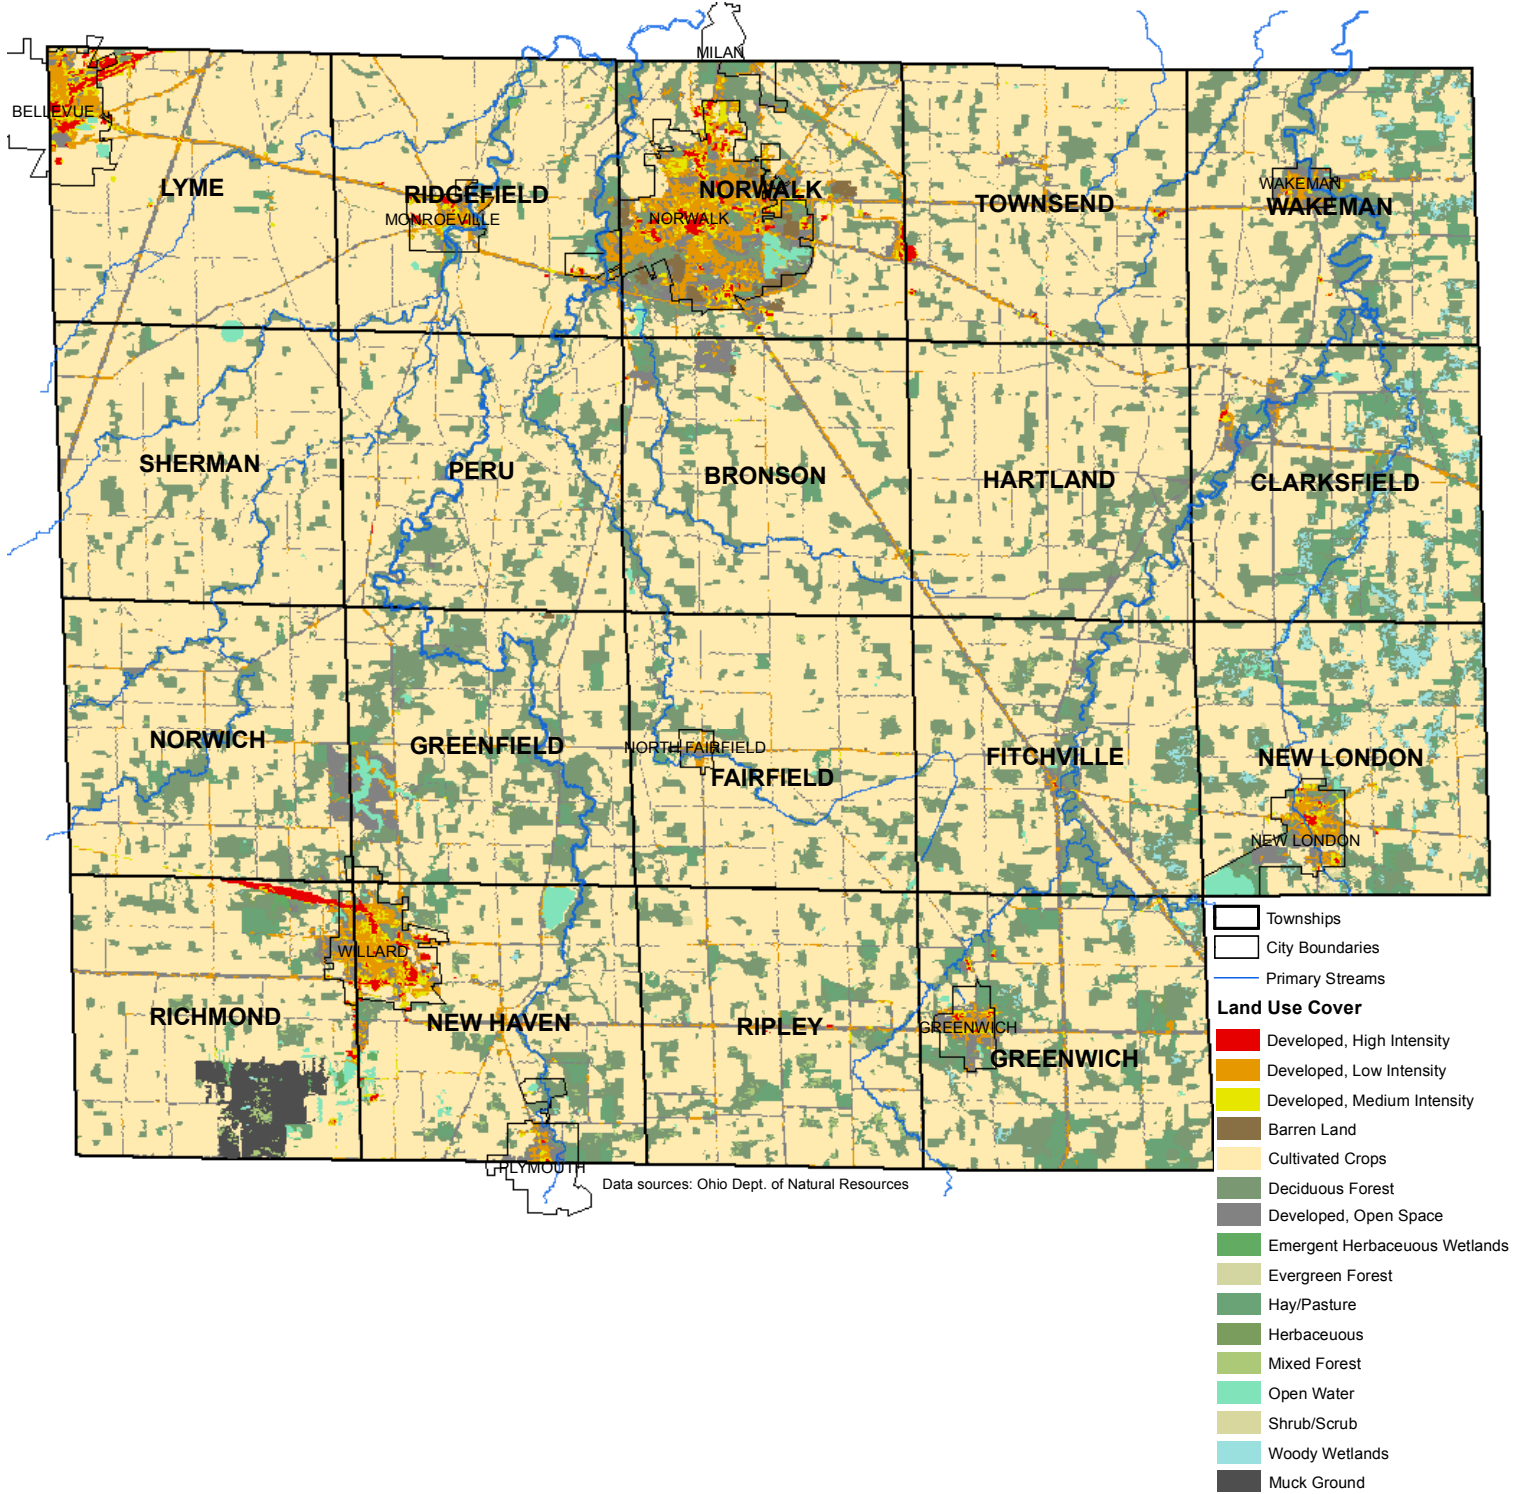 MILAN
BELLEVUE
LYME
RIDGEFIELD
MONROEVILLE
NORWALK
NORWALK
TOWNSEND
WAKEMAN
WAKEMAN
SHERMAN
PERU
BRONSON
HARTLAND
CLARKSFIELD
NORWICH
GREENFIELD
NORTH FAIRFIELD
FAIRFIELD
FITCHVILLE
NEW LONDON
NEW LONDON
WILLARD
RICHMOND
NEW HAVEN
RIPLEY
GREENWICH
GREENWICH
PLYMOUTH
Data sources: Ohio Dept. of Natural Resources
Townships
City Boundaries
Primary Streams
Land Use Cover
Developed, High Intensity
Developed, Low Intensity
Developed, Medium Intensity
Barren Land
Cultivated Crops
Deciduous Forest
Developed, Open Space
Emergent Herbaceuous Wetlands
Evergreen Forest
Hay/Pasture
Herbaceuous
Mixed Forest
Open Water
Shrub/Scrub
Woody Wetlands
Muck Ground